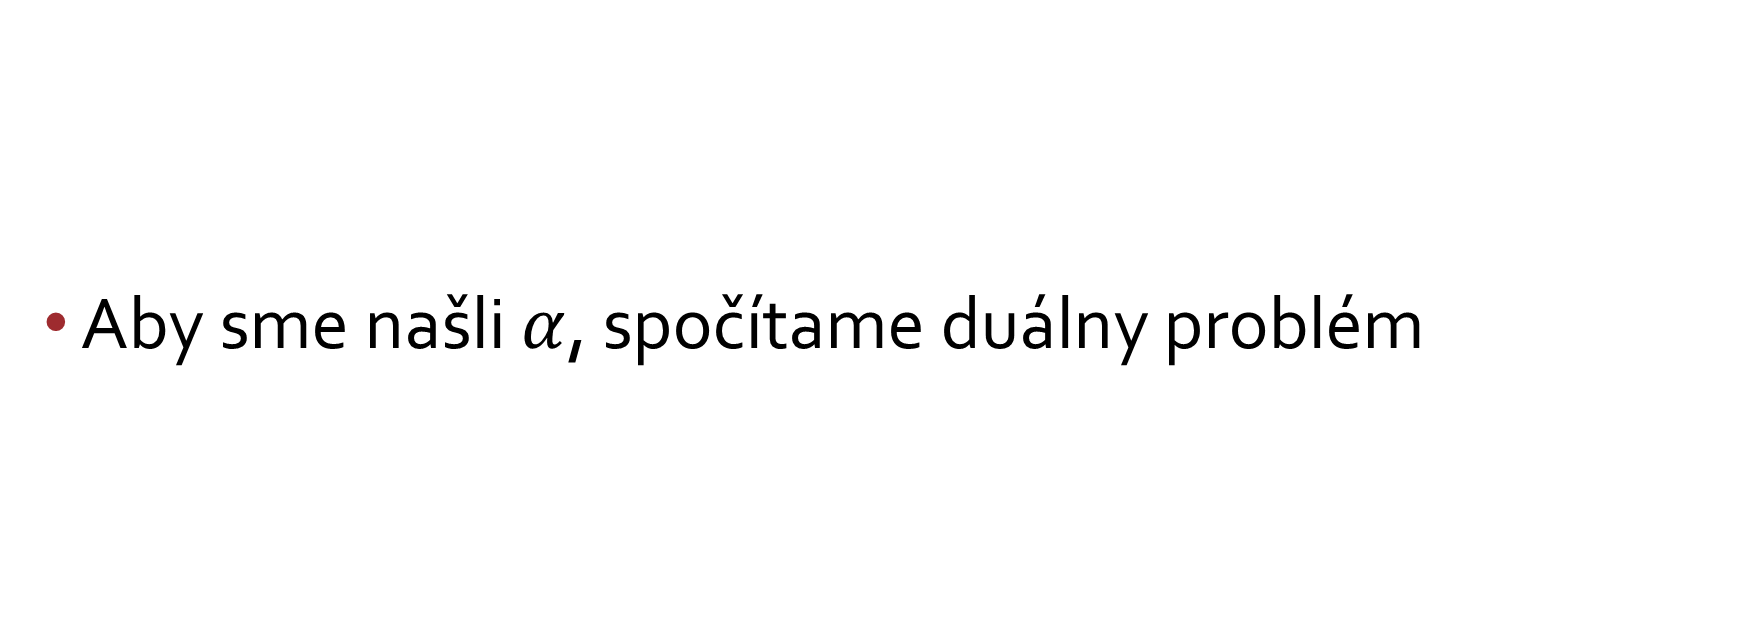 • Aby sme našli α, spočítame duálny problém